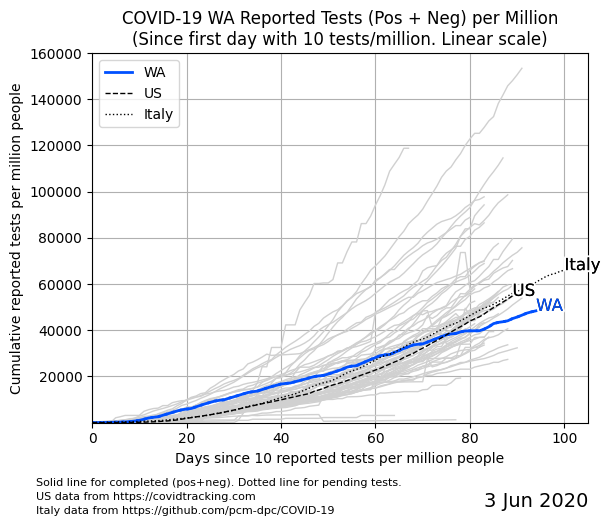 COVID-19 WA Reported Tests (Pos + Neg) per Million
(Since first day with 10 tests/million. Linear scale)
Cumulative reported tests per million people
160000
140000
120000
100000
80000
60000
40000
20000
WA
US
Italy
Italy
US
WA
0
20
40
60
80
100
Days since 10 reported tests per million people
Solid line for completed (pos+neg). Dotted line for pending tests.
US data from https://covidtracking.com
Italy data from https://github.com/pcm-dpc/COVID-19
3 Jun 2020